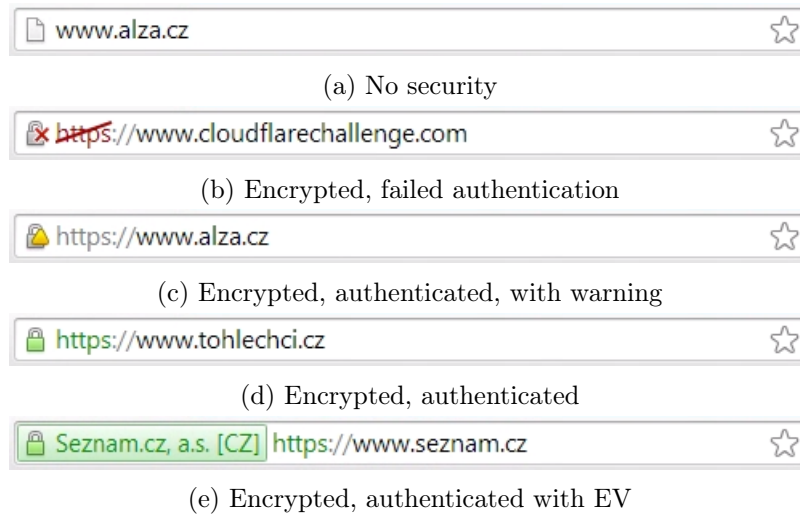 www.alza.cz
(a) No security
https://www.cloudflarechallenge.com
(b) Encrypted, failed authentication
https://www.alza.cz
(c) Encrypted, authenticated, with warning
https://www.tohlechci.cz
(d) Encrypted, authenticated
Seznam.cz, a.s. [CZ] https://www.seznam.cz
(e) Encrypted, authenticated with EV